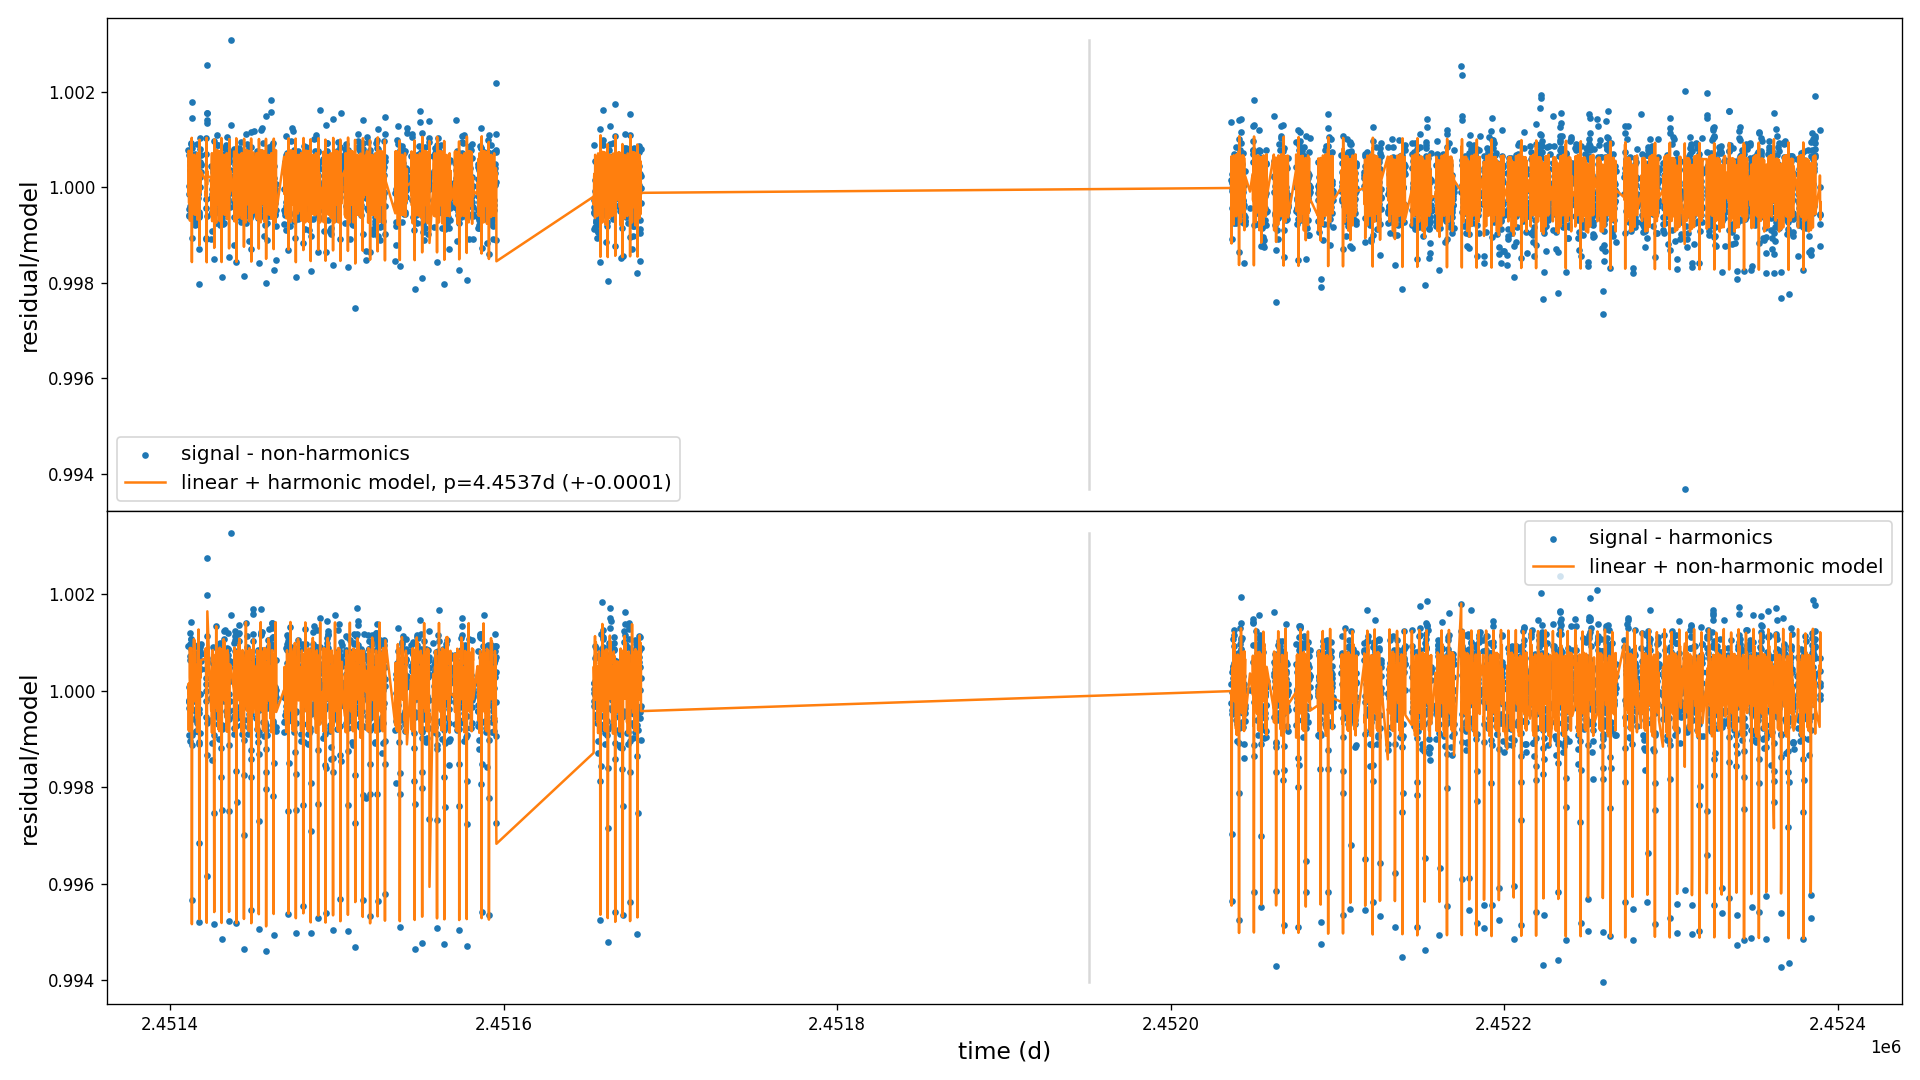 1.002
1.000
0.998
0.996
0.994
residual/model
signal - non-harmonics
linear + harmonic model, p=4.4537d (+-0.0001)
signal - harmonics
linear + non-harmonic model
1.002
1.000
0.998
0.996
0.994
residual/model
2.4514 2.4516 2.4518 2.4520 2.4522 2.4524
1e6
time (d)